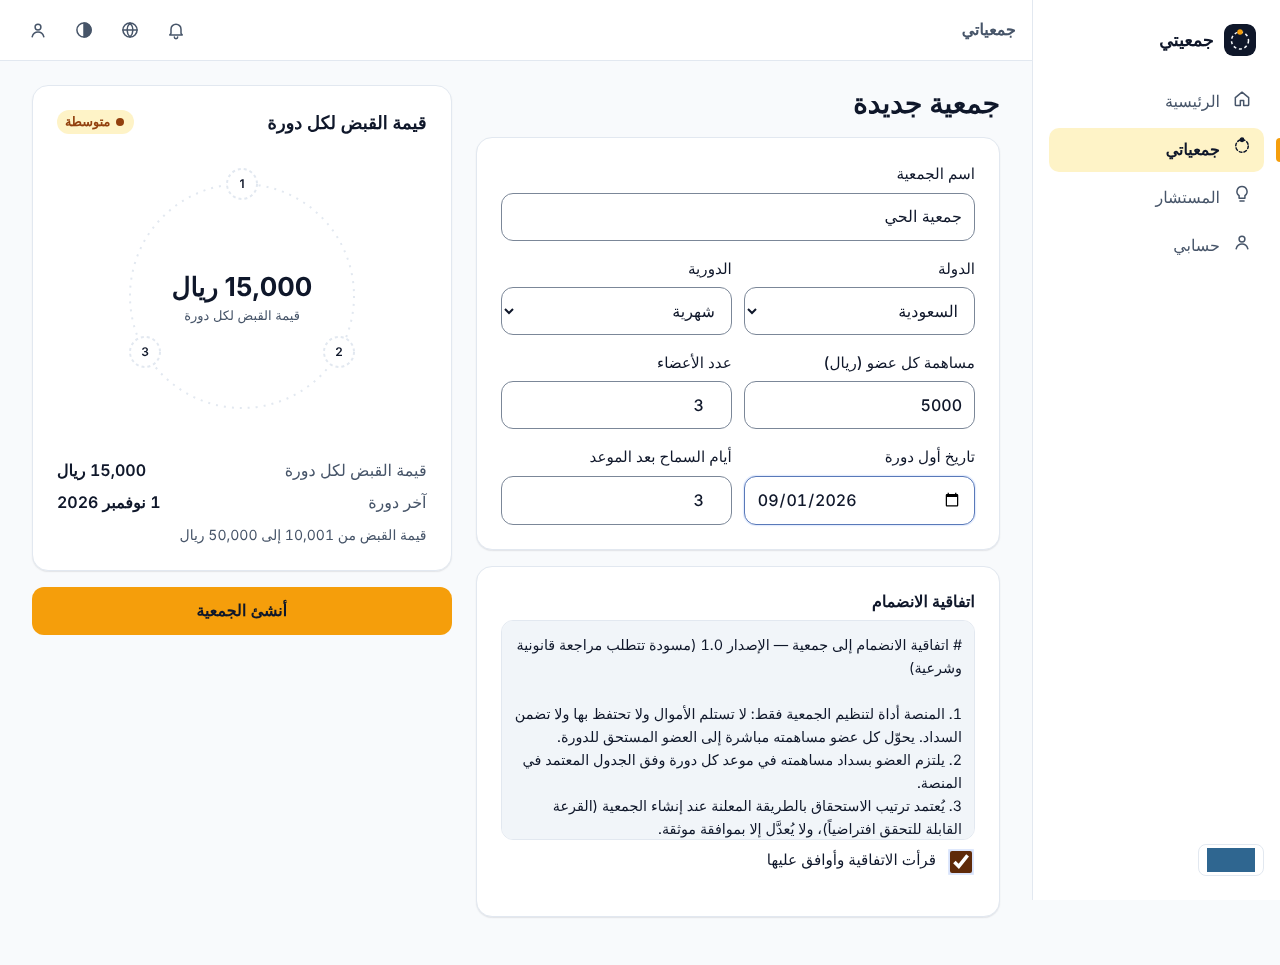 جمعيتي
الرئيسية
جمعياتي
المستشار
حسابي
جمعياتي
جمعية جديدة
اسم الجمعية
جمعية الحي
الدولة
الدورية
السعودية
شهرية
مساهمة كل عضو (ريال)
عدد الأعضاء
5000
3
تاريخ أول دورة
أيام السماح بعد الموعد
09/01/2026
3
اتفاقية الانضمام
# اتفاقية الانضمام إلى جمعية — الإصدار 1.0 (مسودة تتطلب مراجعة قانونية
وشرعية)
1. المنصة أداة لتنظيم الجمعية فقط: لا تستلم الأموال ولا تحتفظ بها ولا تضمن
السداد. يحوّل كل عضو مساهمته مباشرة إلى العضو المستحق للدورة.
2. يلتزم العضو بسداد مساهمته في موعد كل دورة وفق الجدول المعتمد في
المنصة.
3. يُعتمد ترتيب الاستحقاق بالطريقة المعلنة عند إنشاء الجمعية (القرعة
القابلة للتحقق افتراضياً)، ولا يُعدَّل إلا بموافقة موثقة.
قرأت الاتفاقية وأوافق عليها
قيمة القبض لكل دورة
متوسطة
1
15,000 ريال
قيمة القبض لكل دورة
2
3
قيمة القبض لكل دورة
15,000 ريال
آخر دورة
1 نوفمبر 2026
قيمة القبض من 10,001 إلى 50,000 ريال
أنشئ الجمعية